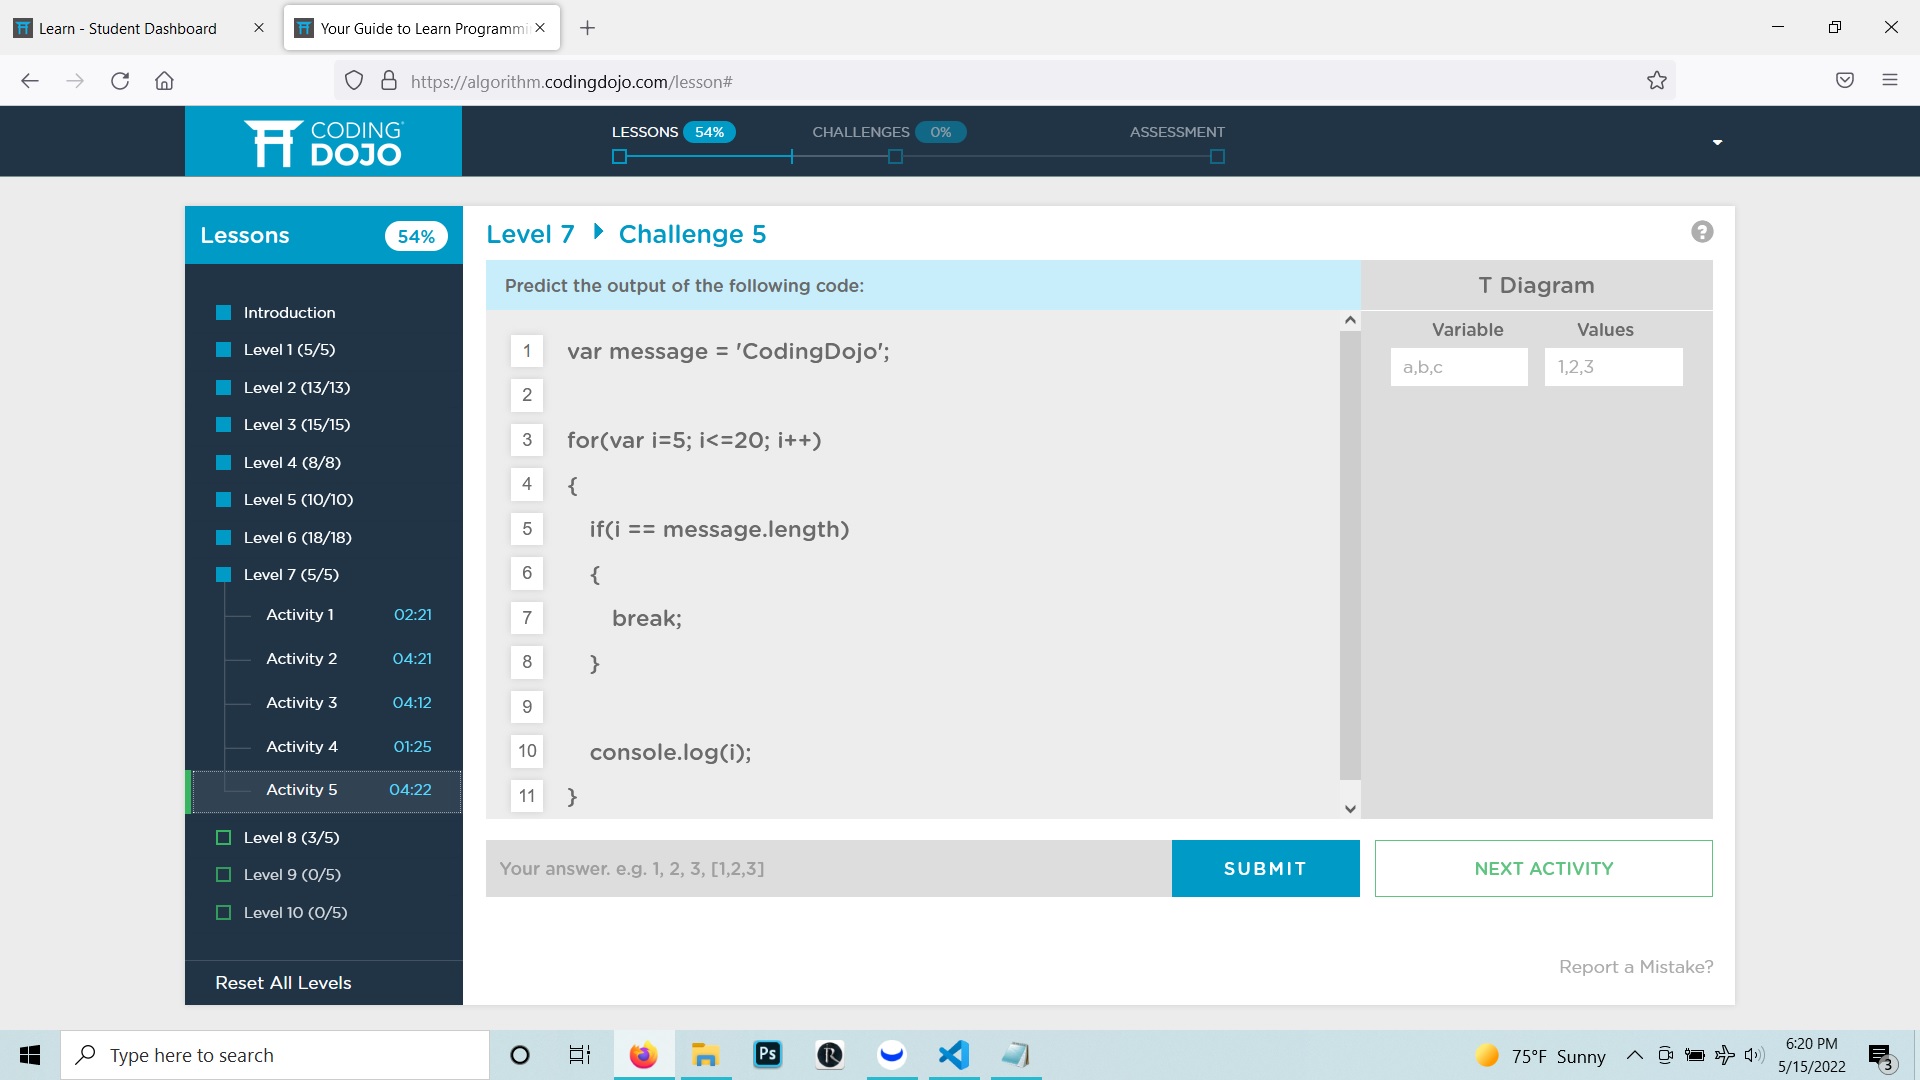 Learn - Student Dashboard
Your Guide to Learn Programmi
https://algorithm.codingdojo.com/lesson#
CODING
DOJO
LESSONS 54%
CHALLENGES 0%
ASSESSMENT
Lessons 54%
Introduction
Level 1 (5/5)
Level 2 (13/13)
Level 3 (15/15)
Level 4 (8/8)
Level 5 (10/10)
Level 6 (18/18)
Level 7 (5/5)
Activity 1 02:21
Activity 2 04:21
Activity 3 04:12
Activity 4 01:25
Activity 5 04:22
Level 8 (3/5)
Level 9 (0/5)
Level 10 (0/5)
Reset All Levels
Level 7 Challenge 5
?
Predict the output of the following code:
1 var message = 'CodingDojo';
2
3 for(var i=5; i<=20; i++)
4 {
5 if(i == message.length)
6 {
7 break;
8 }
9
10 console.log(i);
11 }
T Diagram
Variable Values
a,b,c 1,2,3
Your answer. e.g. 1, 2, 3, [1,2,3]
SUBMIT
NEXT ACTIVITY
Report a Mistake?
Type here to search
Ps
R
75°F Sunny
6:20 PM
5/15/2022
3